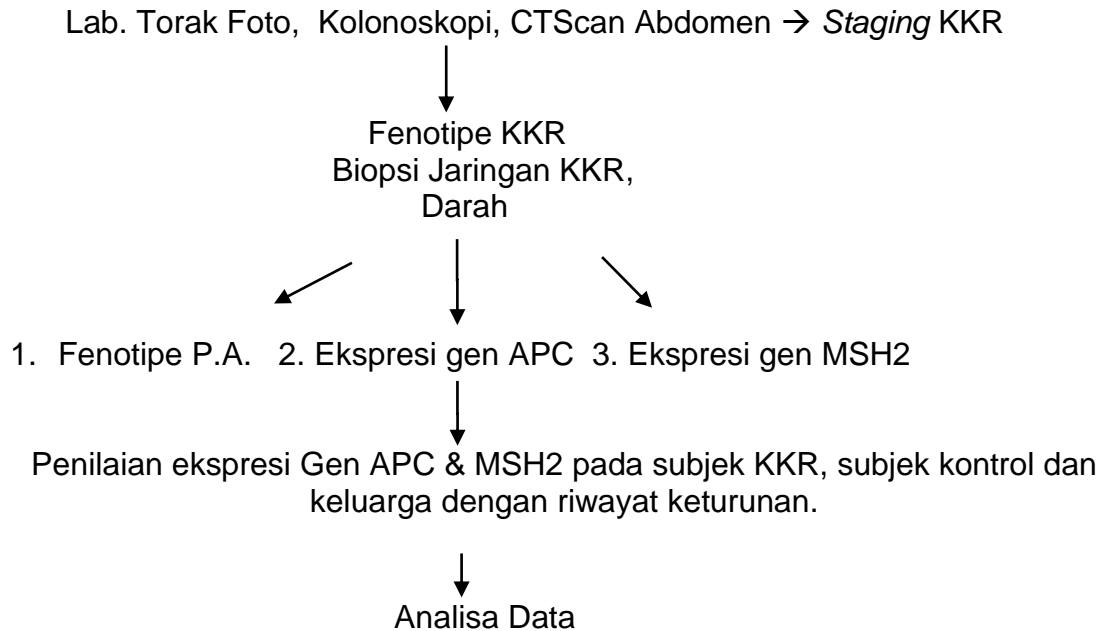 Lab. Torak Foto, Kolonoskopi, CTScan Abdomen → Staging KKR
Fenotipe KKR
Biopsi Jaringan KKR,
Darah
1. Fenotipe P.A. 2. Ekspresi gen APC 3. Ekspresi gen MSH2
Penilaian ekspresi Gen APC & MSH2 pada subjek KKR, subjek kontrol dan
keluarga dengan riwayat keturunan.
Analisa Data